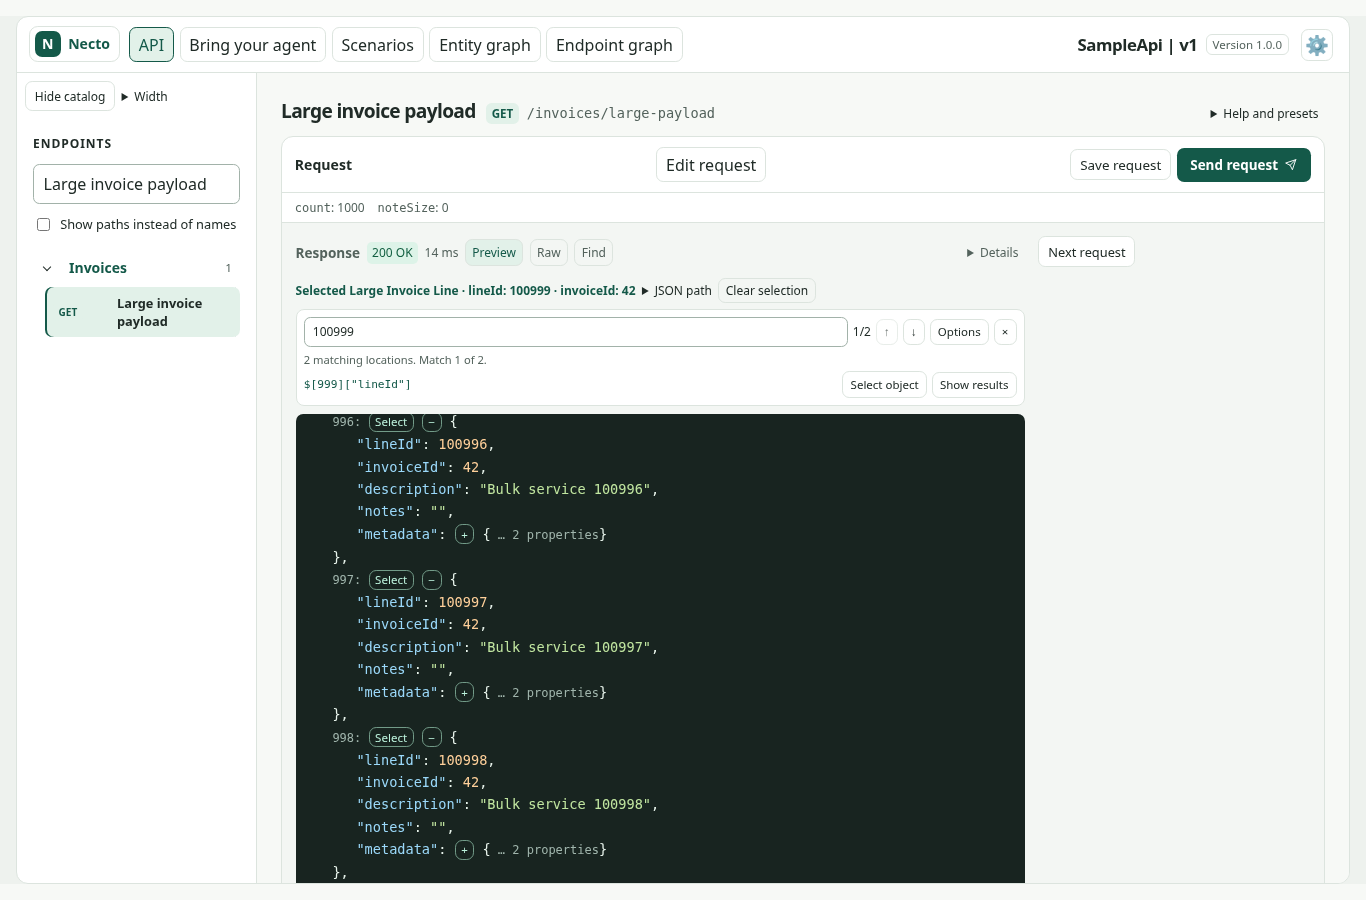 N Necto API Bring your agent Scenarios Entity graph Endpoint graph SampleApi | v1 Version 1.0.0
Hide catalog ▶ Width
ENDPOINTS
Large invoice payload
Show paths instead of names
Invoices 1
GET Large invoice
payload
Large invoice payload GET /invoices/large-payload ▶ Help and presets
Request Edit request Save request Send request
count: 1000 noteSize: 0
Response 200 OK 14 ms Preview Raw Find ▶ Details Next request
Selected Large Invoice Line · lineId: 100999 · invoiceId: 42 ▶ JSON path Clear selection
100999 1/2 ↑ ↓ Options ×
2 matching locations. Match 1 of 2.
$[999]["lineId"] Select object Show results
996: Select − {
"lineId": 100996,
"invoiceId": 42,
"description": "Bulk service 100996",
"notes": "",
"metadata": + { … 2 properties}
},
997: Select − {
"lineId": 100997,
"invoiceId": 42,
"description": "Bulk service 100997",
"notes": "",
"metadata": + { … 2 properties}
},
998: Select − {
"lineId": 100998,
"invoiceId": 42,
"description": "Bulk service 100998",
"notes": "",
"metadata": + { … 2 properties}
},